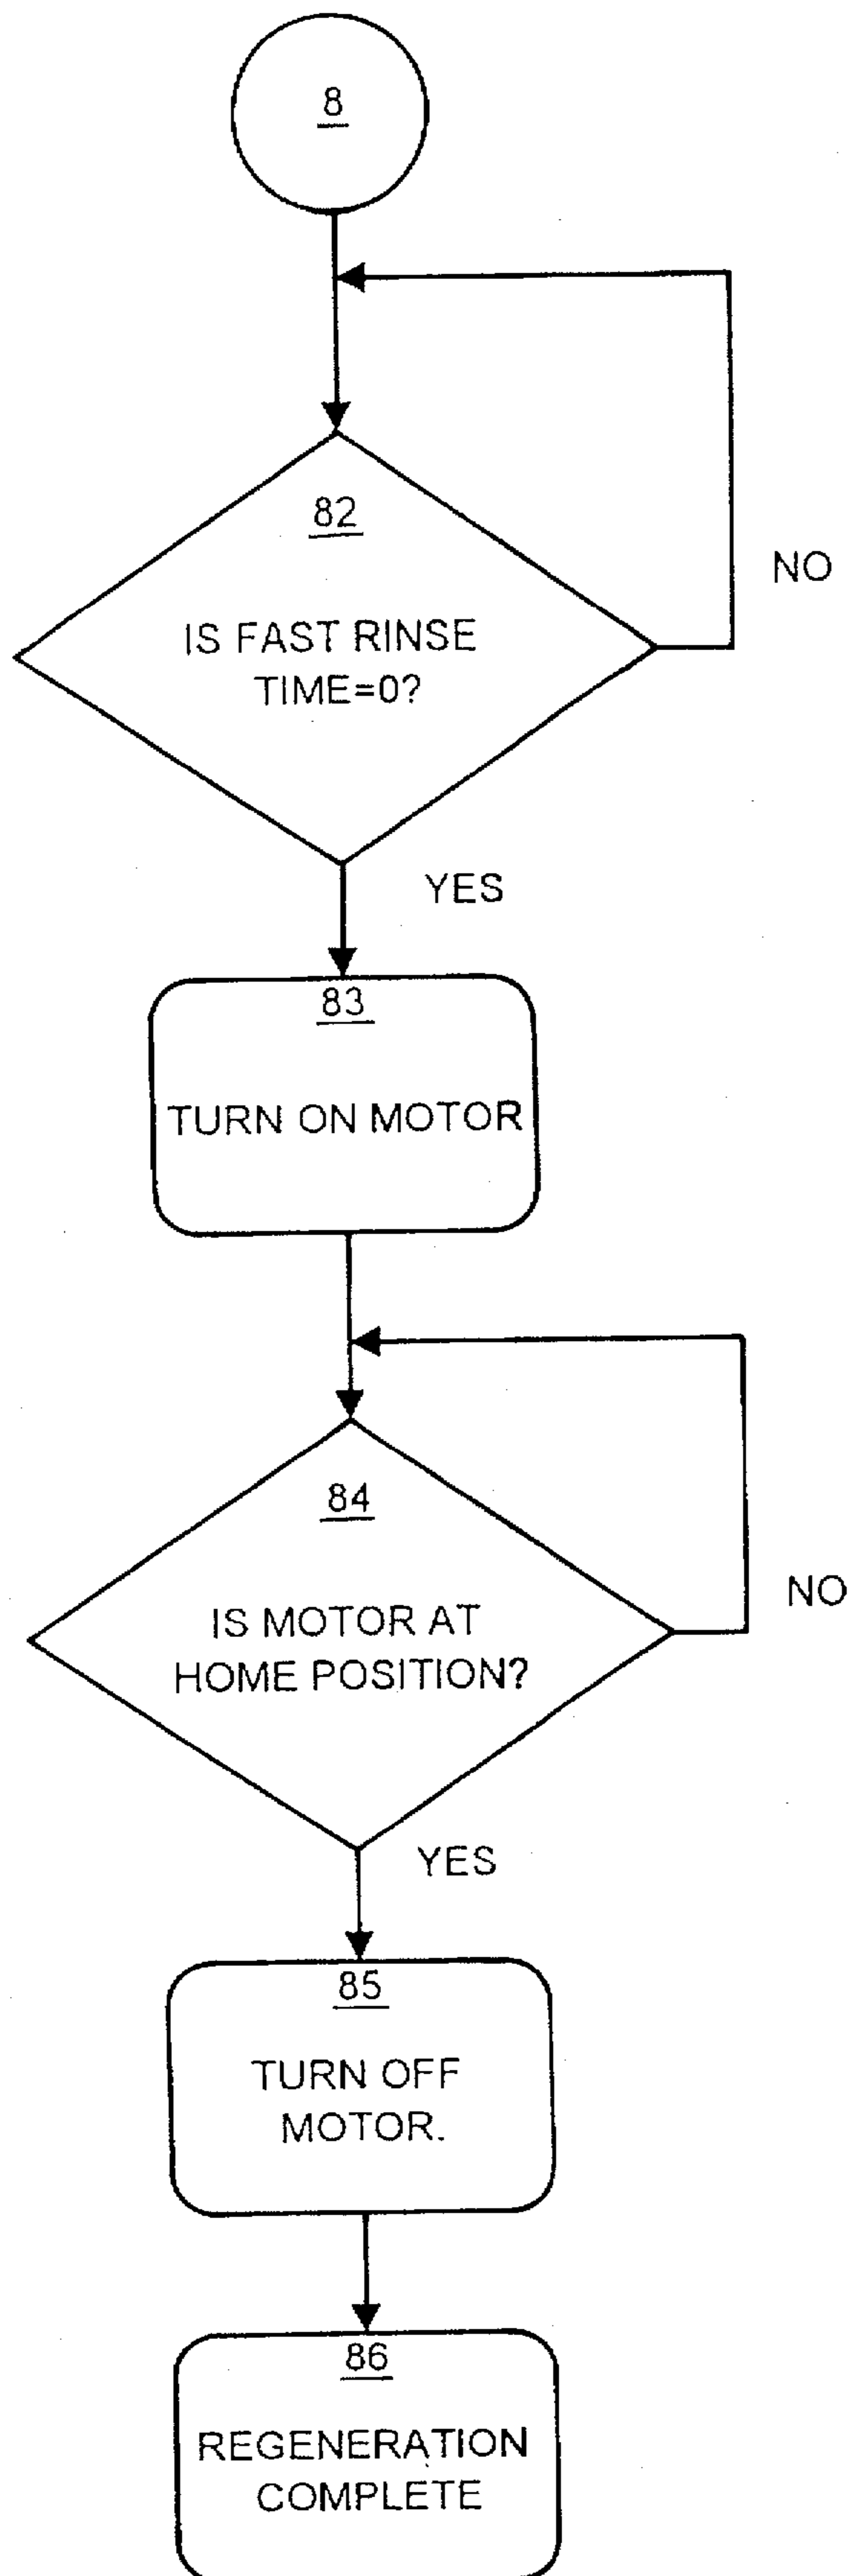 8
82
NO
IS FAST RINSE
TIME=0?
YES
83
TURN ON MOTOR
84
NO
IS MOTOR AT
HOME POSITION?
YES
85
TURN OFF
MOTOR.
86
REGENERATION
COMPLETE